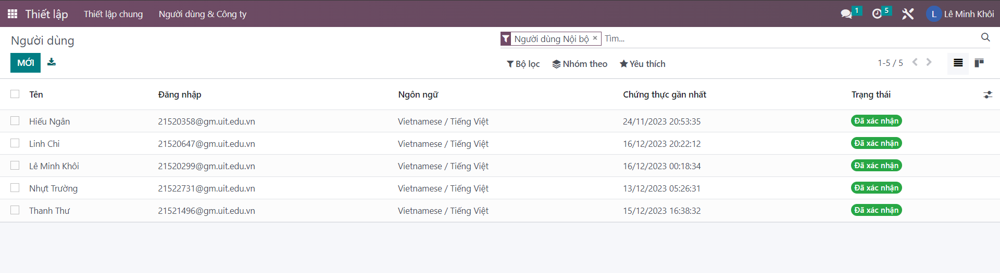 Thiết lập Thiết lập chung Người dùng & Công ty 1 5 L Lê Minh Khôi
Người dùng Người dùng Nội bộ × Tìm...
MỚI Bộ lọc Nhóm theo Yêu thích 1-5 / 5
Tên Đăng nhập Ngôn ngữ Chứng thực gần nhất Trạng thái
Hiếu Ngân 21520358@gm.uit.edu.vn Vietnamese / Tiếng Việt 24/11/2023 20:53:35 Đã xác nhận
Linh Chi 21520647@gm.uit.edu.vn Vietnamese / Tiếng Việt 16/12/2023 20:22:12 Đã xác nhận
Lê Minh Khôi 21520299@gm.uit.edu.vn Vietnamese / Tiếng Việt 16/12/2023 00:18:34 Đã xác nhận
Nhựt Trường 21522731@gm.uit.edu.vn Vietnamese / Tiếng Việt 13/12/2023 05:26:31 Đã xác nhận
Thanh Thư 21521496@gm.uit.edu.vn Vietnamese / Tiếng Việt 15/12/2023 16:38:32 Đã xác nhận